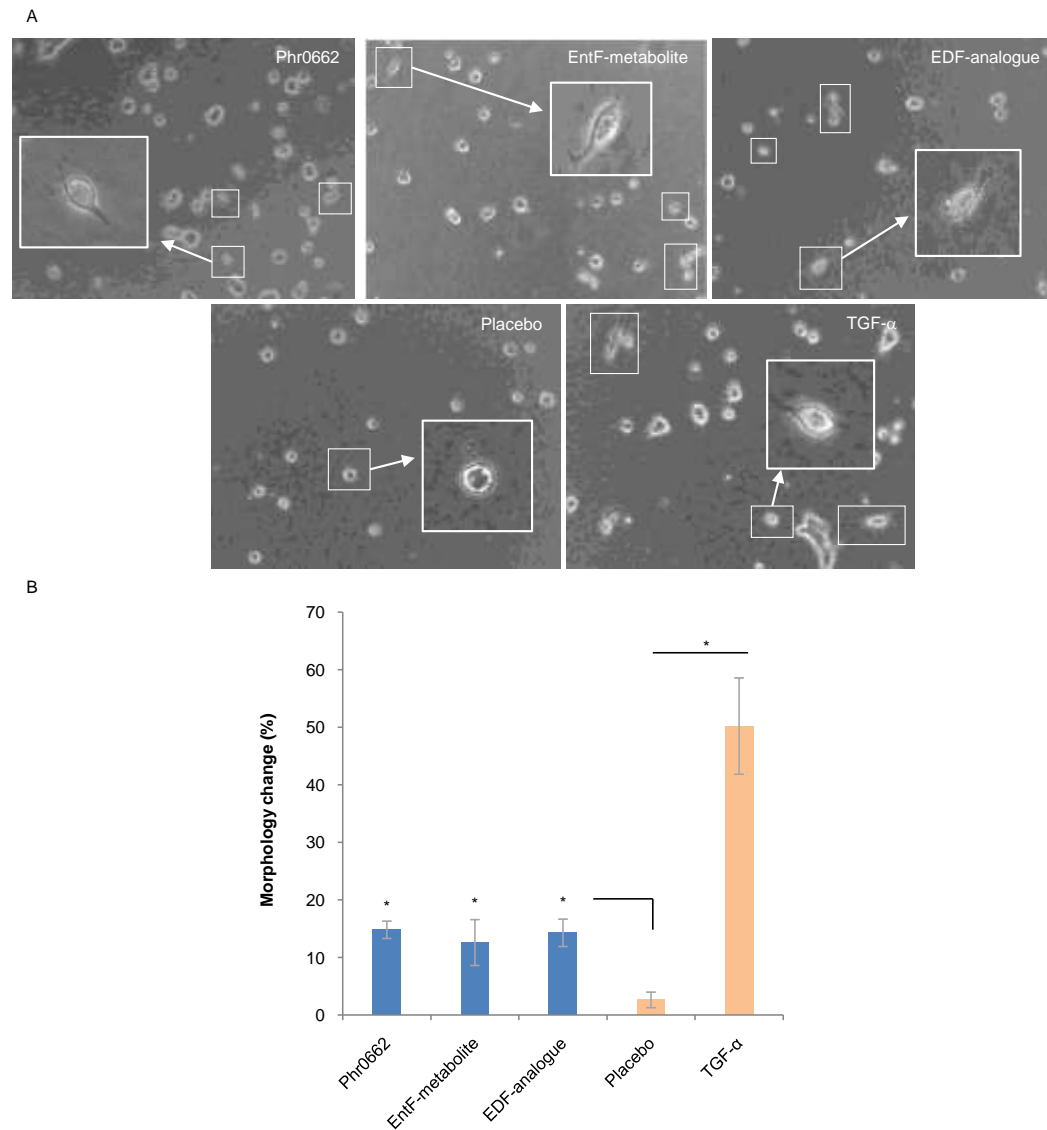 A
Phr0662
EntF-metabolite
EDF-analogue
Placebo
TGF-α
B
70
60
50
40
30
20
10
0
Morphology change (%)
*
*
*
*
Phr0662
EntF-metabolite
EDF-analogue
Placebo
TGF-α